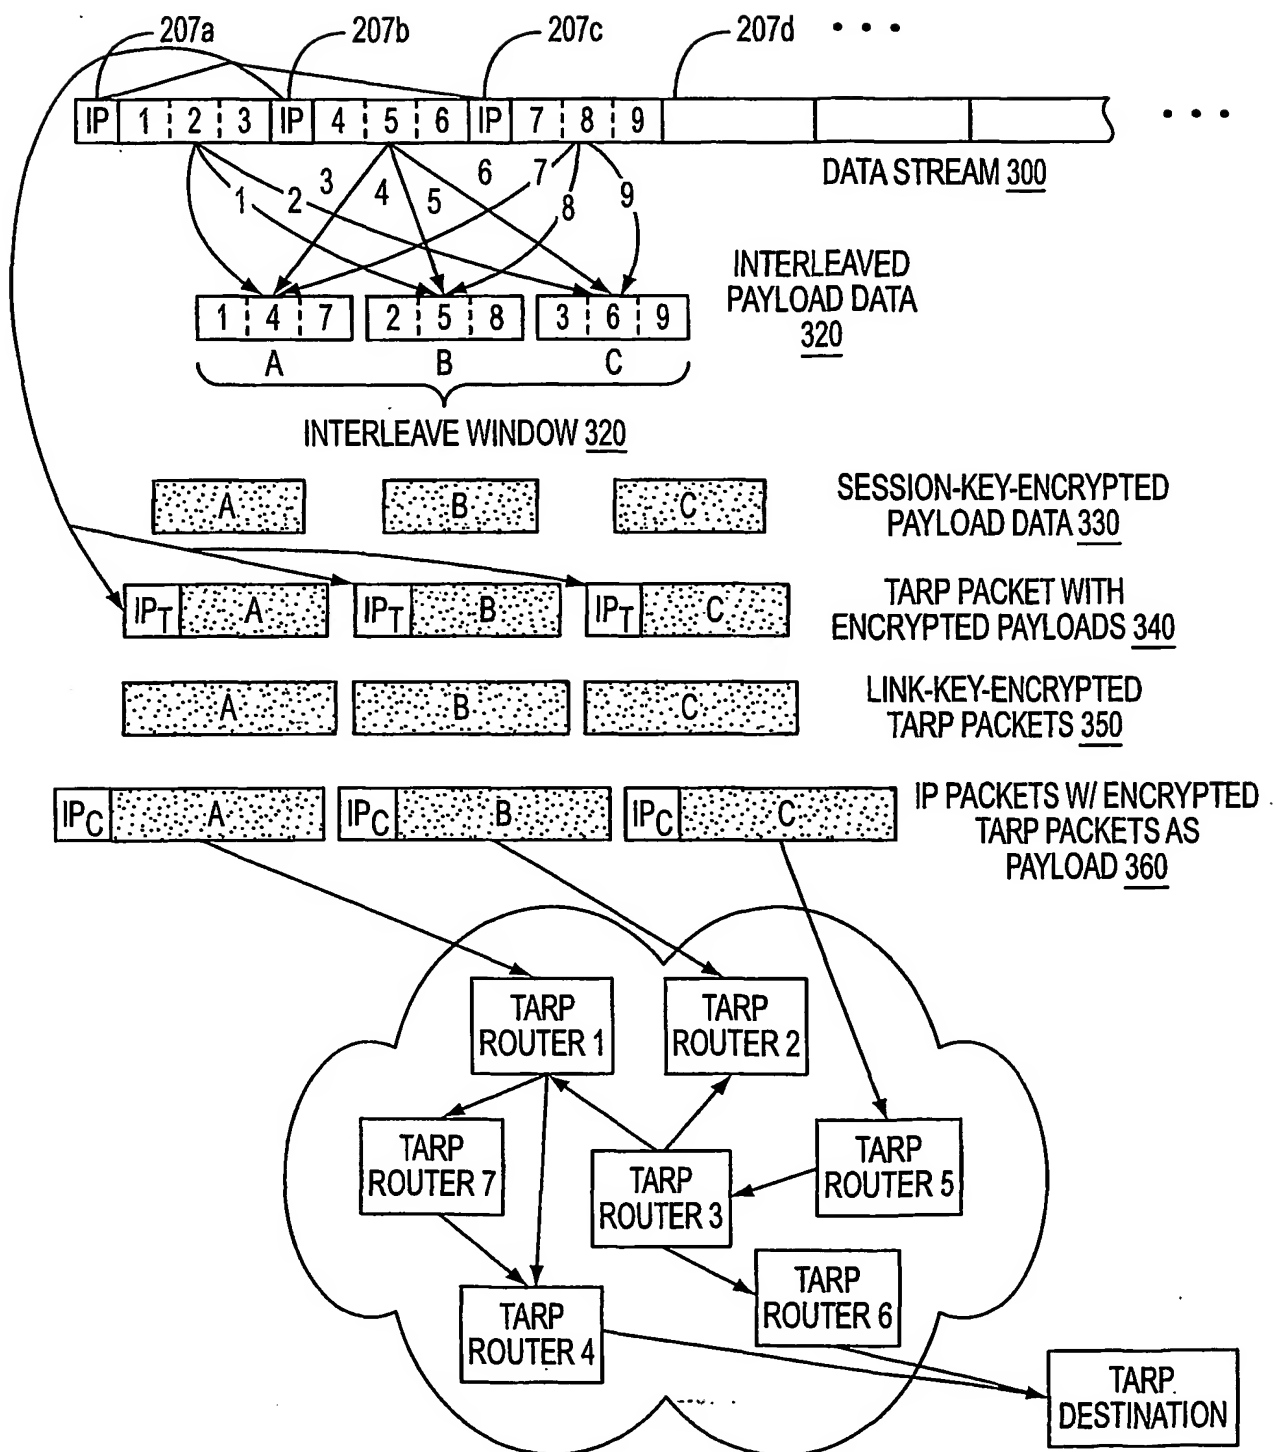 207a 207b 207c 207d • • •
IP 1 2 3 IP 4 5 6 IP 7 8 9 • • •
DATA STREAM 300
1 2 3 4 5 6 7 8 9
INTERLEAVED
PAYLOAD DATA
320
1 4 7 2 5 8 3 6 9
A B C
INTERLEAVE WINDOW 320
A B C
SESSION-KEY-ENCRYPTED
PAYLOAD DATA 330
IPT A IPT B IPT C
TARP PACKET WITH
ENCRYPTED PAYLOADS 340
A B C
LINK-KEY-ENCRYPTED
TARP PACKETS 350
IPC A IPC B IPC C
IP PACKETS W/ ENCRYPTED
TARP PACKETS AS
PAYLOAD 360
TARP
ROUTER 1
TARP
ROUTER 2
TARP
ROUTER 7
TARP
ROUTER 3
TARP
ROUTER 5
TARP
ROUTER 4
TARP
ROUTER 6
TARP
DESTINATION